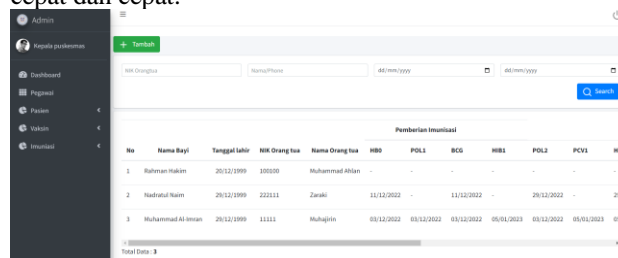 cepat dan cepat.
Admin
Kepala puskesmas
Dashboard
Pegawai
Pasien
Vaksin
Imuniasi
+ Tambah
NIK Orangtua Nama/Phone dd/mm/yyyy dd/mm/yyyy
Search
Pemberian Imunisasi
No Nama Bayi Tanggal lahir NIK Orang tua Nama Orang tua HB0 POL1 BCG HIB1 POL2 PCV1
1 Rahman Hakim 20/12/1999 100100 Muhammad Ahlan - - - - - -
2 Nadratul Naim 29/12/1999 222111 Zaraki 11/12/2022 - 11/12/2022 - 29/12/2022 -
3 Muhammad Al-imran 29/12/1999 11111 Muhajirin 03/12/2022 03/12/2022 03/12/2022 05/01/2023 03/12/2022 05/01/2023
Total Data : 3